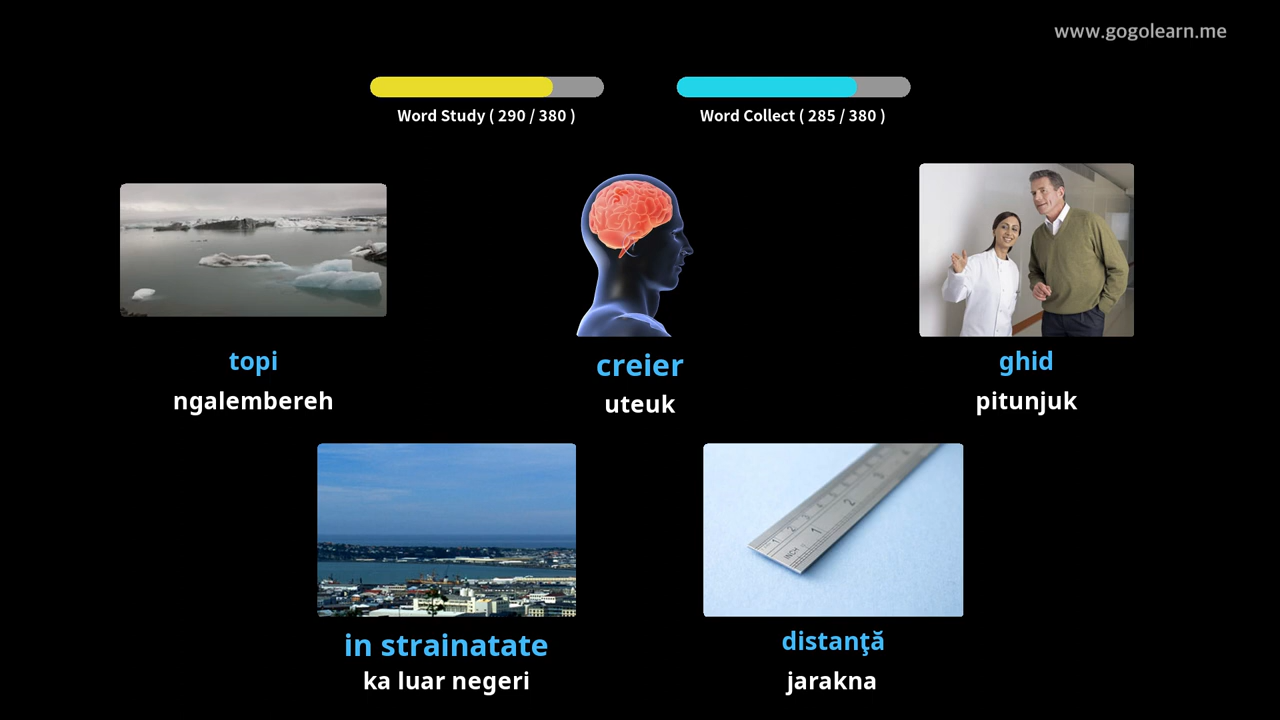 www.gogolearn.me
Word Study ( 290 / 380 )
Word Collect ( 285 / 380 )
topi
ngalembereh
creier
uteuk
ghid
pitunjuk
in strainatate
ka luar negeri
distanţă
jarakna